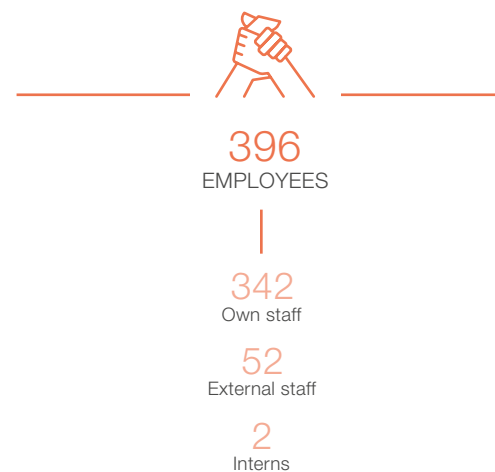 396
EMPLOYEES
342
Own staff
52
External staff
2
Interns